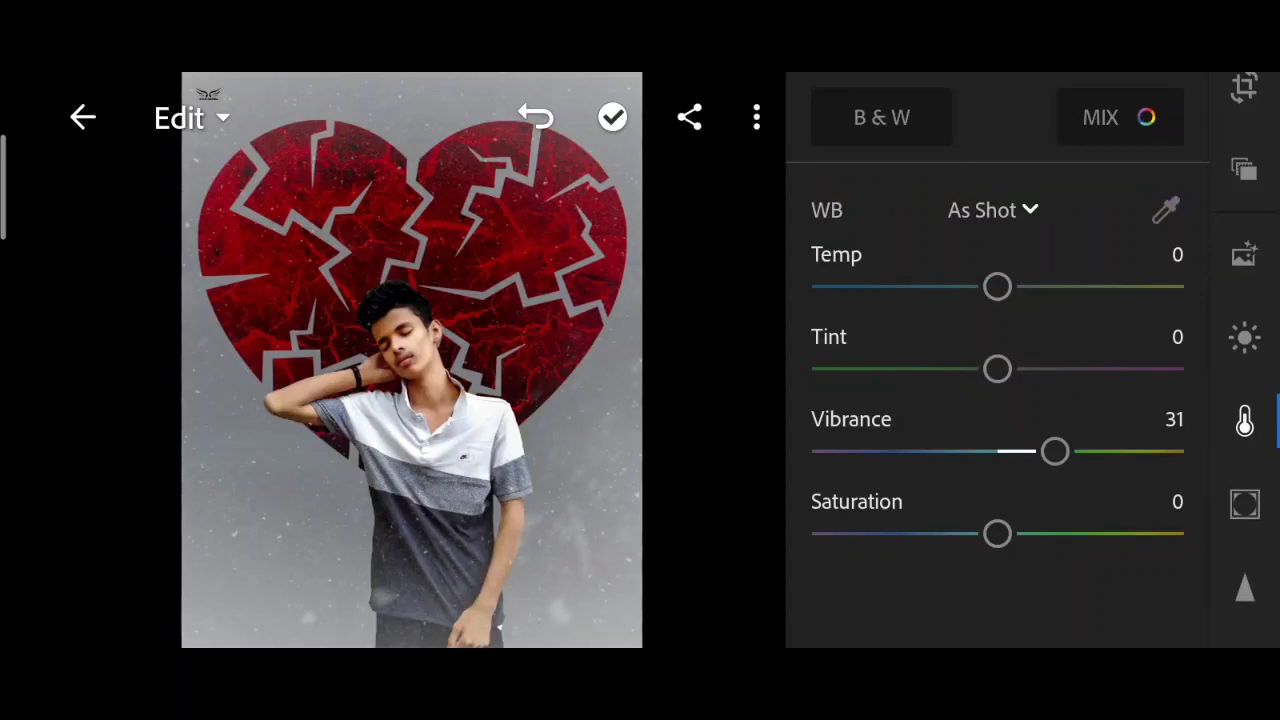 Edit
B & W
MIX
WB
As Shot
Temp
0
Tint
0
Vibrance
31
Saturation
0